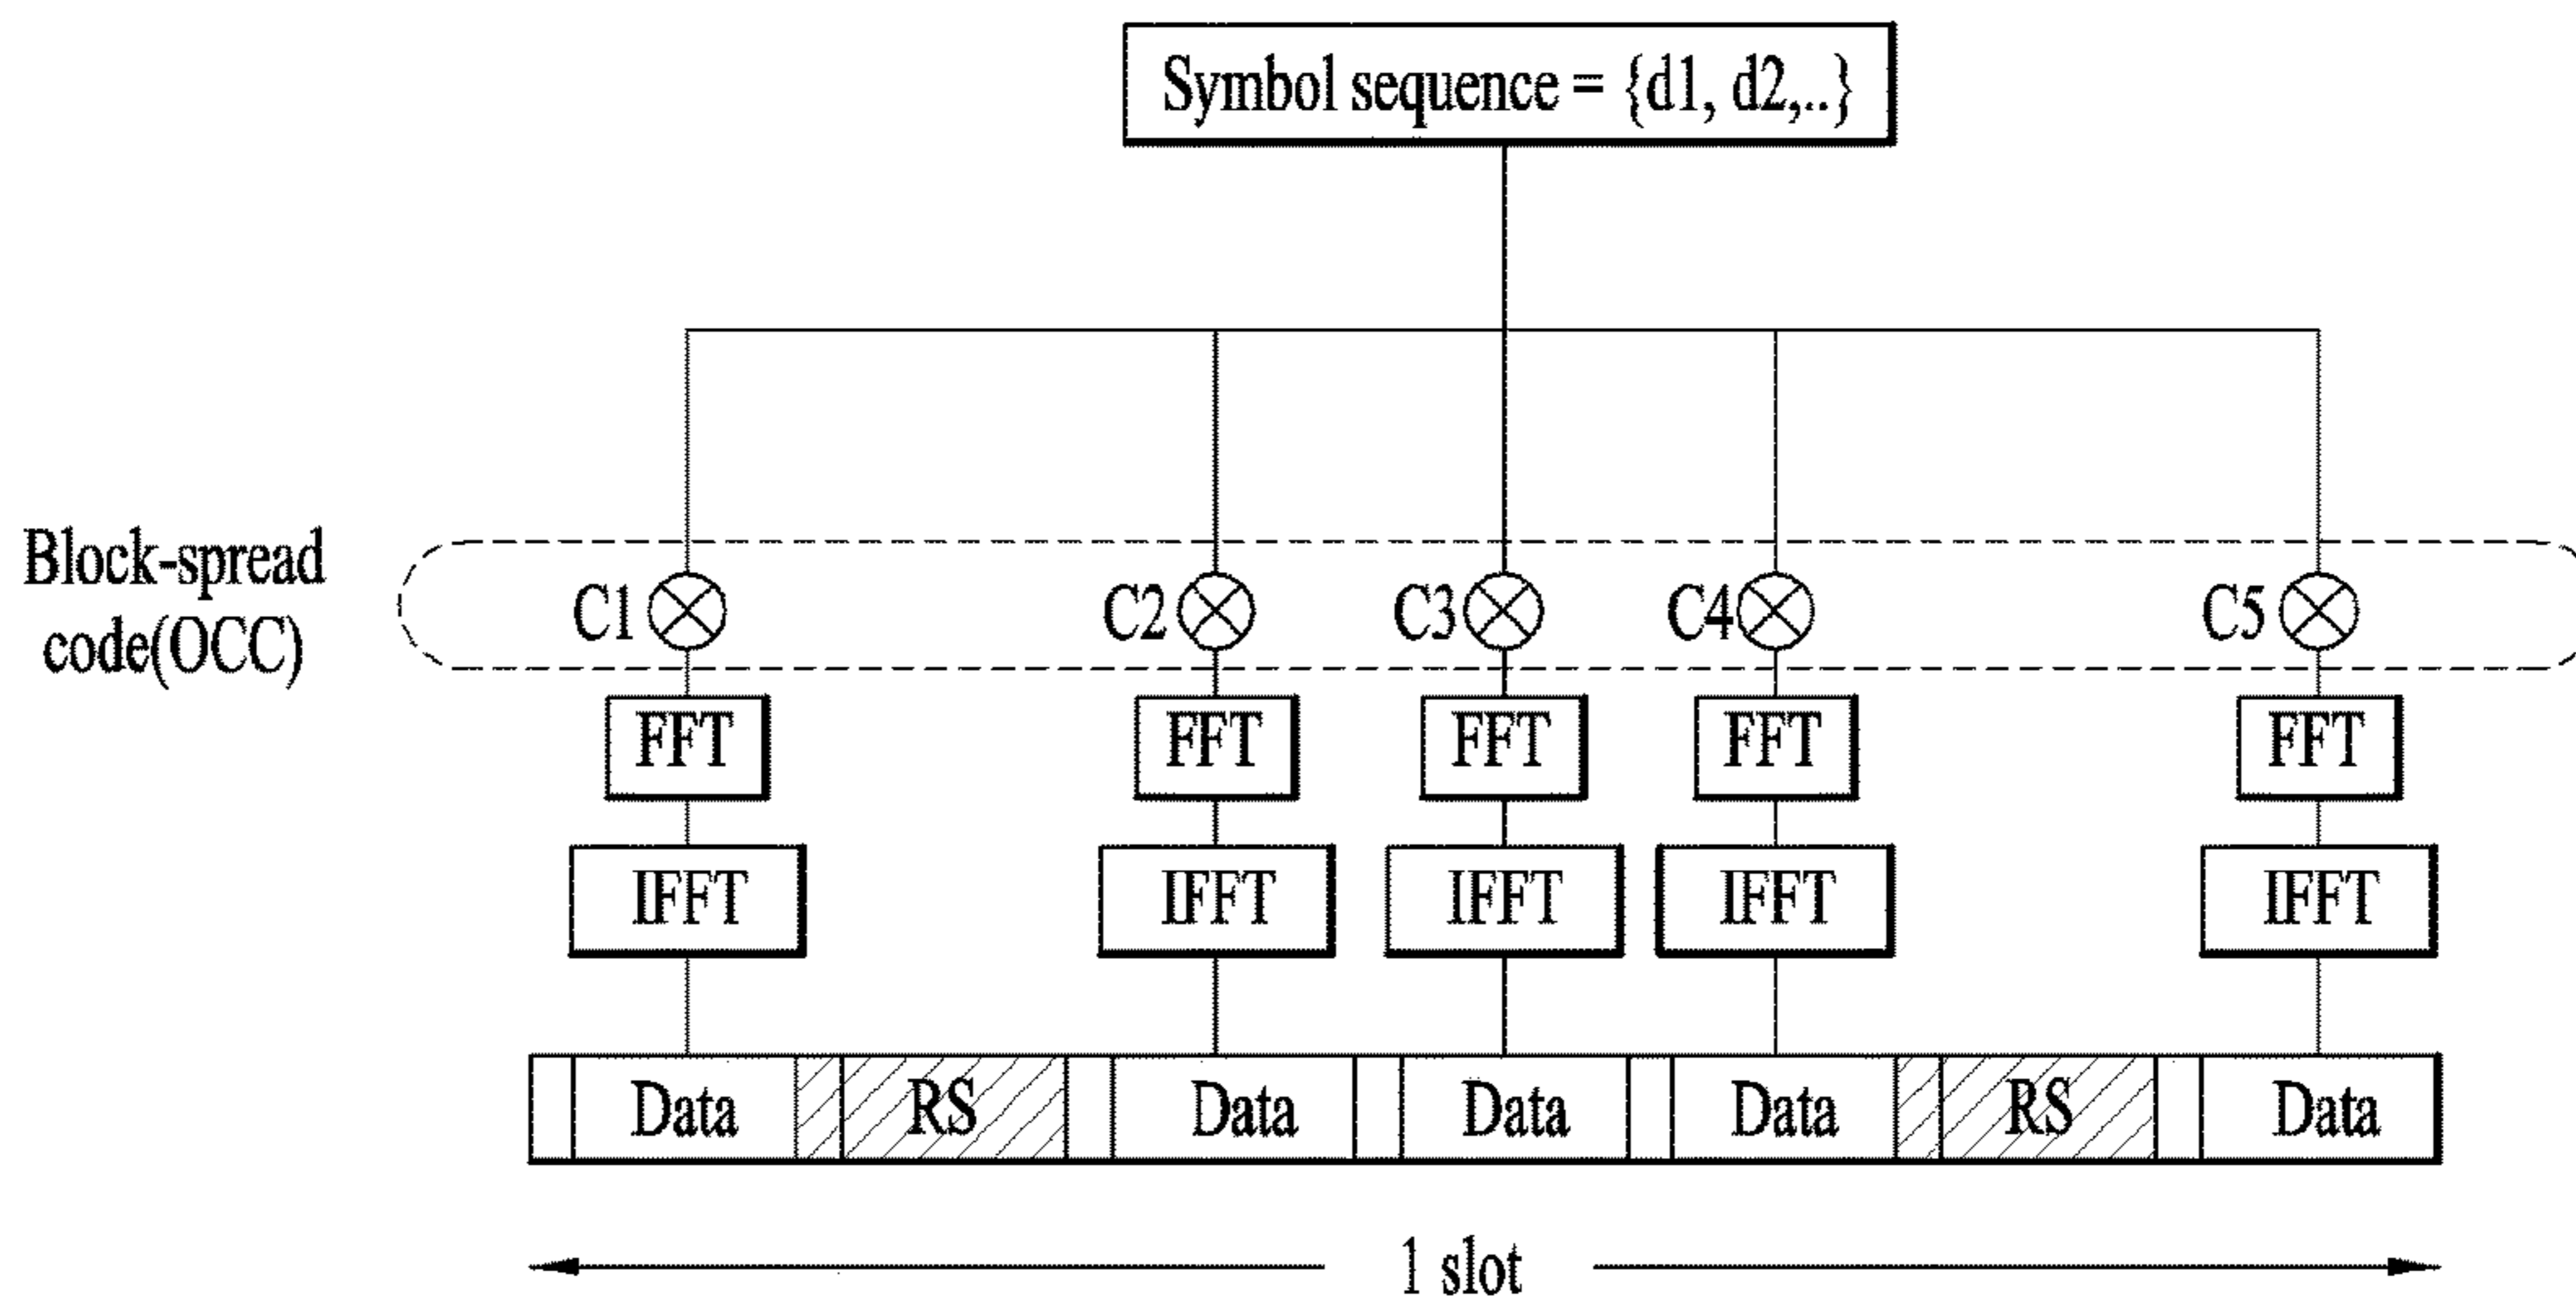 Symbol sequence = {d1, d2,..}
Block-spread
code(OCC)
C1 C2 C3 C4 C5
FFT FFT FFT FFT FFT
IFFT IFFT IFFT IFFT IFFT
Data RS Data Data Data RS Data
1 slot